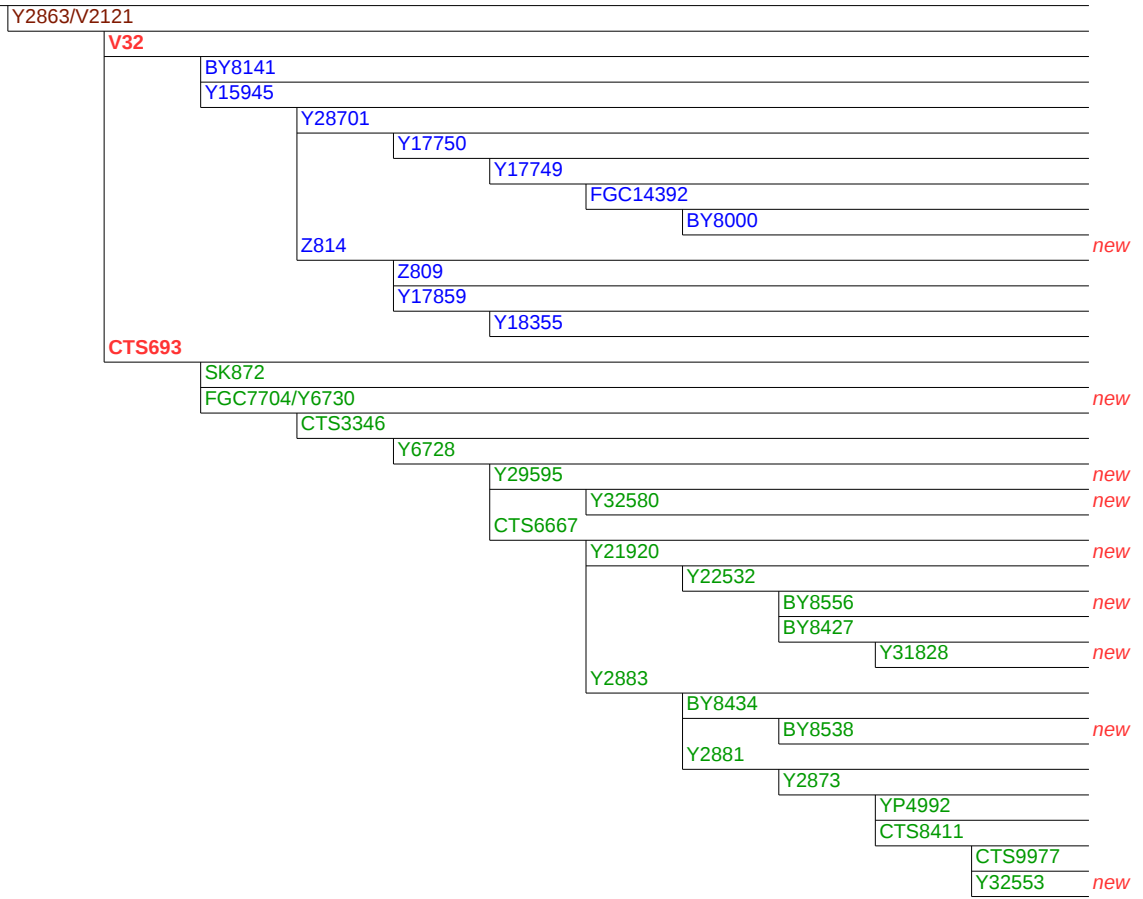 Y2863/V2121
V32
BY8141
Y15945
Y28701
Y17750
Y17749
FGC14392
BY8000
Z814 new
Z809
Y17859
Y18355
CTS693
SK872
FGC7704/Y6730 new
CTS3346
Y6728
Y29595 new
Y32580 new
CTS6667
Y21920 new
Y22532
BY8556 new
BY8427
Y31828 new
Y2883
BY8434
BY8538 new
Y2881
Y2873
YP4992
CTS8411
CTS9977
Y32553 new